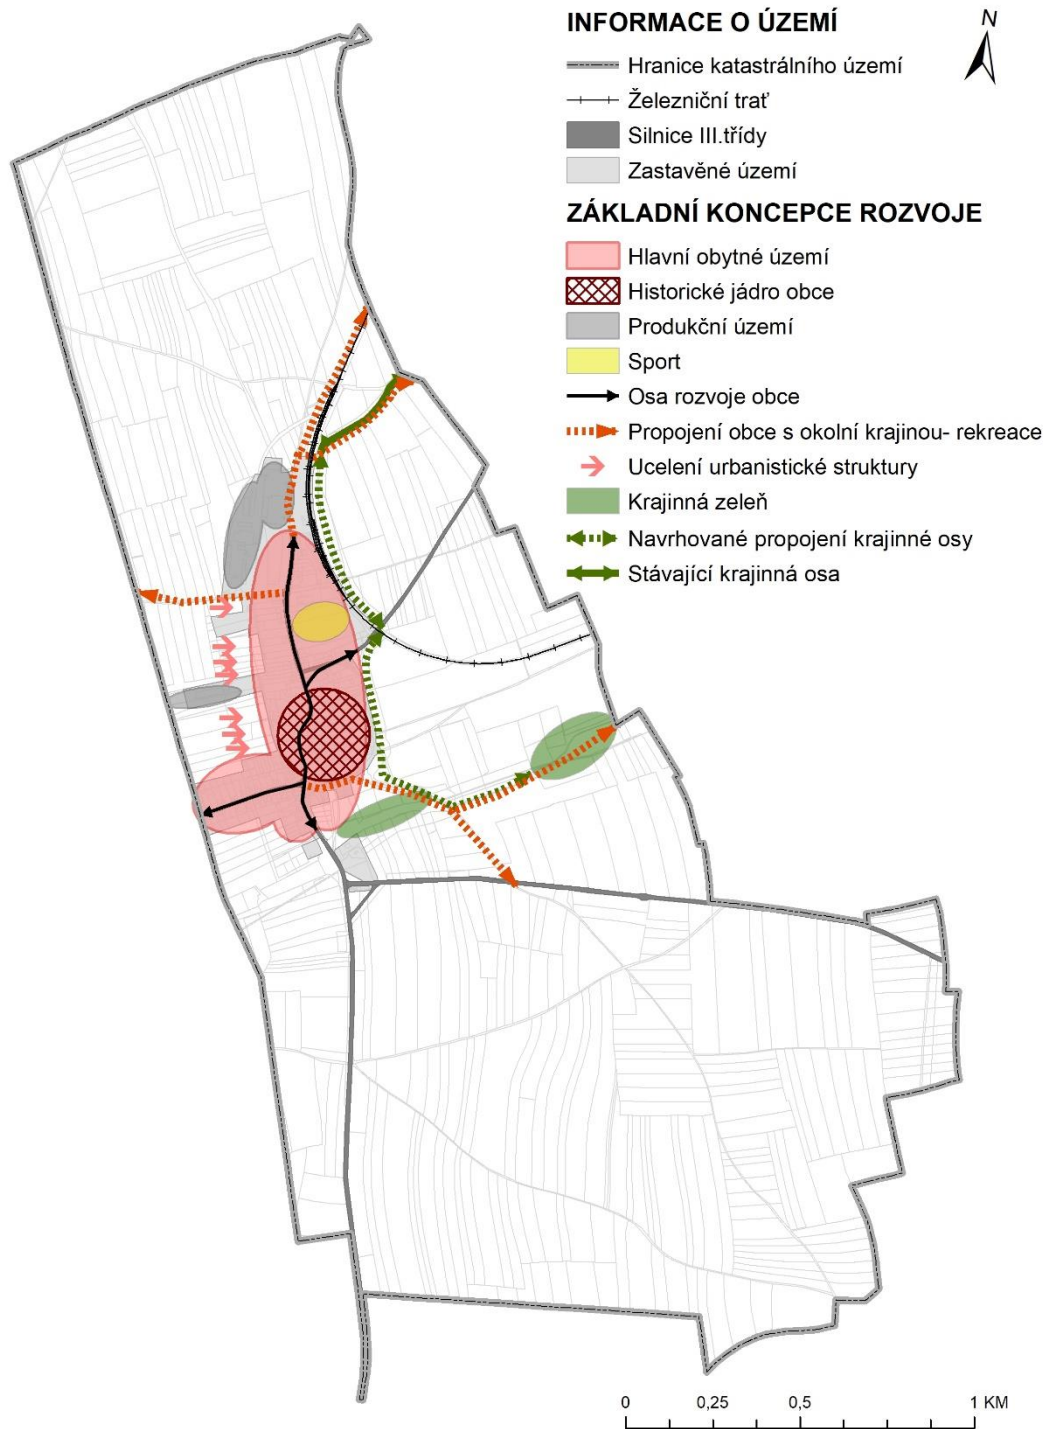 INFORMACE O ÚZEMÍ
N
Hranice katastrálního území
Železniční trať
Silnice III.třídy
Zastavěné území
ZÁKLADNÍ KONCEPCE ROZVOJE
Hlavní obytné území
Historické jádro obce
Produkční území
Sport
Osa rozvoje obce
Propojení obce s okolní krajinou- rekreace
Ucelení urbanistické struktury
Krajinná zeleň
Navrhované propojení krajinné osy
Stávající krajinná osa
0 0,25 0,5 1 KM